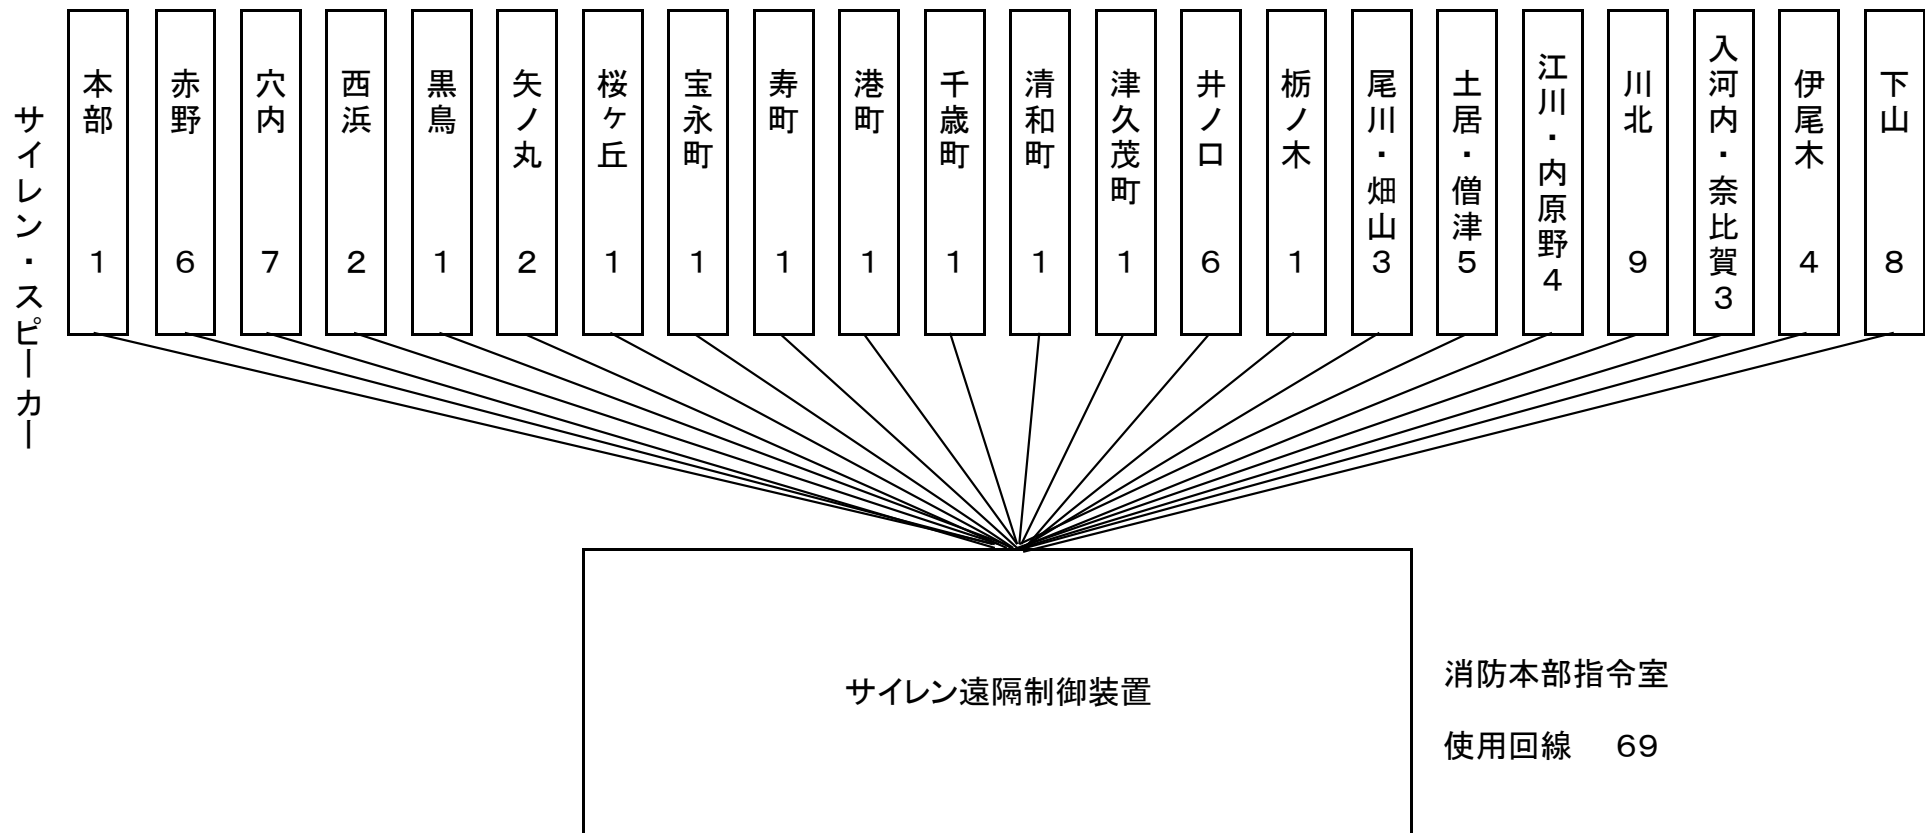 サイレン・スピーカー
本部 1
赤野 6
穴内 7
西浜 2
黒鳥 1
矢ノ丸 2
桜ケ丘 1
宝永町 1
寿町 1
港町 1
千歳町 1
清和町 1
津久茂町 1
井ノ口 6
栃ノ木 1
尾川・畑山 3
土居・僧津 5
江川・内原野 4
川北 9
入河内・奈比賀 3
伊尾木 4
下山 8
サイレン遠隔制御装置
消防本部指令室
使用回線 69